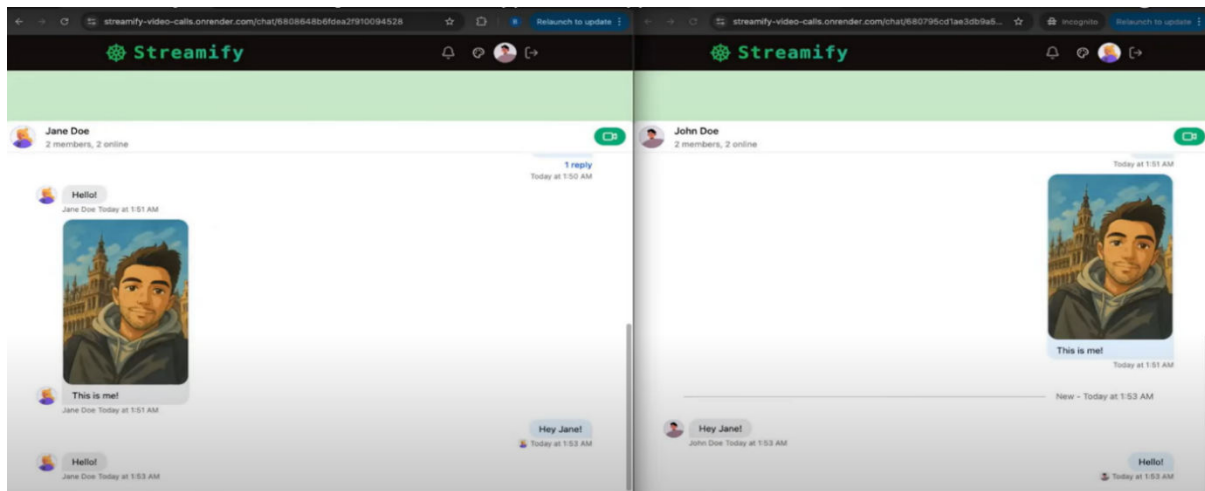 streamify-video-calls.onrender.com/chat/6808648b6fdea2f910094528
Relaunch to update
Streamify
Jane Doe
2 members, 2 online
1 reply
Today at 1:50 AM
Hello!
Jane Doe Today at 1:51 AM
This is me!
Jane Doe Today at 1:51 AM
Hey Jane!
Today at 1:53 AM
Hello!
Jane Doe Today at 1:53 AM
streamify-video-calls.onrender.com/chat/680795cd1ae3db9a5...
Incognito
Relaunch to update
Streamify
John Doe
2 members, 2 online
Today at 1:51 AM
This is me!
Today at 1:51 AM
New - Today at 1:53 AM
Hey Jane!
John Doe Today at 1:53 AM
Hello!
Today at 1:53 AM